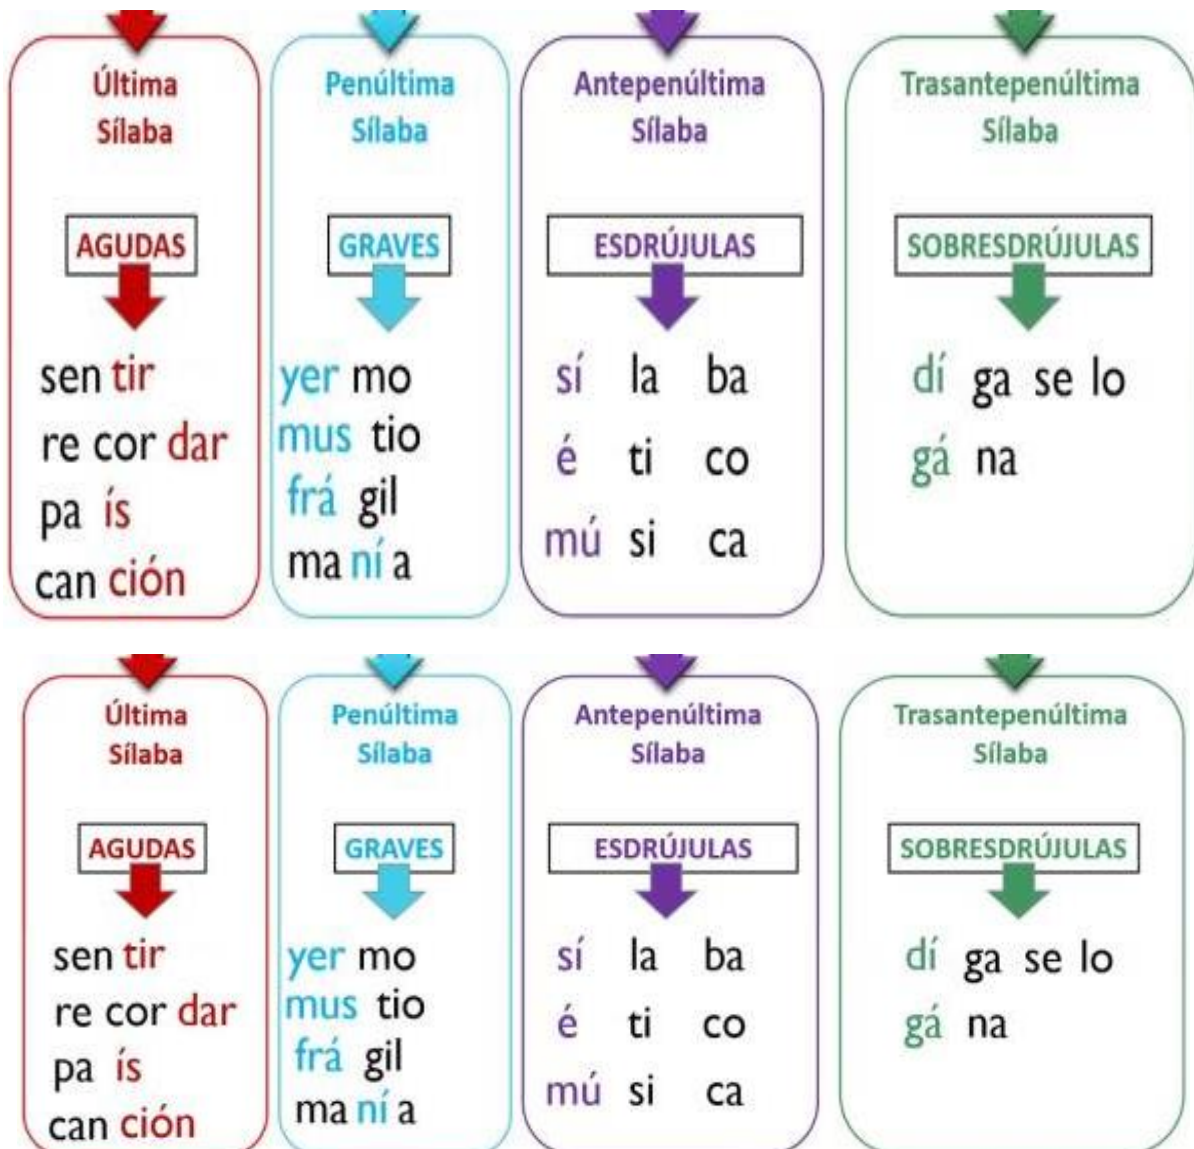 Última
Sílaba
AGUDAS
sen tir
re cor dar
pa ís
can ción
Penúltima
Sílaba
GRAVES
yer mo
mus tio
frá gil
ma ní a
Antepenúltima
Sílaba
ESDRÚJULAS
sí la ba
é ti co
mú si ca
Trasantepenúltima
Sílaba
SOBRESDRÚJULAS
dí ga se lo
gá na
Última
Sílaba
AGUDAS
sen tir
re cor dar
pa ís
can ción
Penúltima
Sílaba
GRAVES
yer mo
mus tio
frá gil
ma ní a
Antepenúltima
Sílaba
ESDRÚJULAS
sí la ba
é ti co
mú si ca
Trasantepenúltima
Sílaba
SOBRESDRÚJULAS
dí ga se lo
gá na